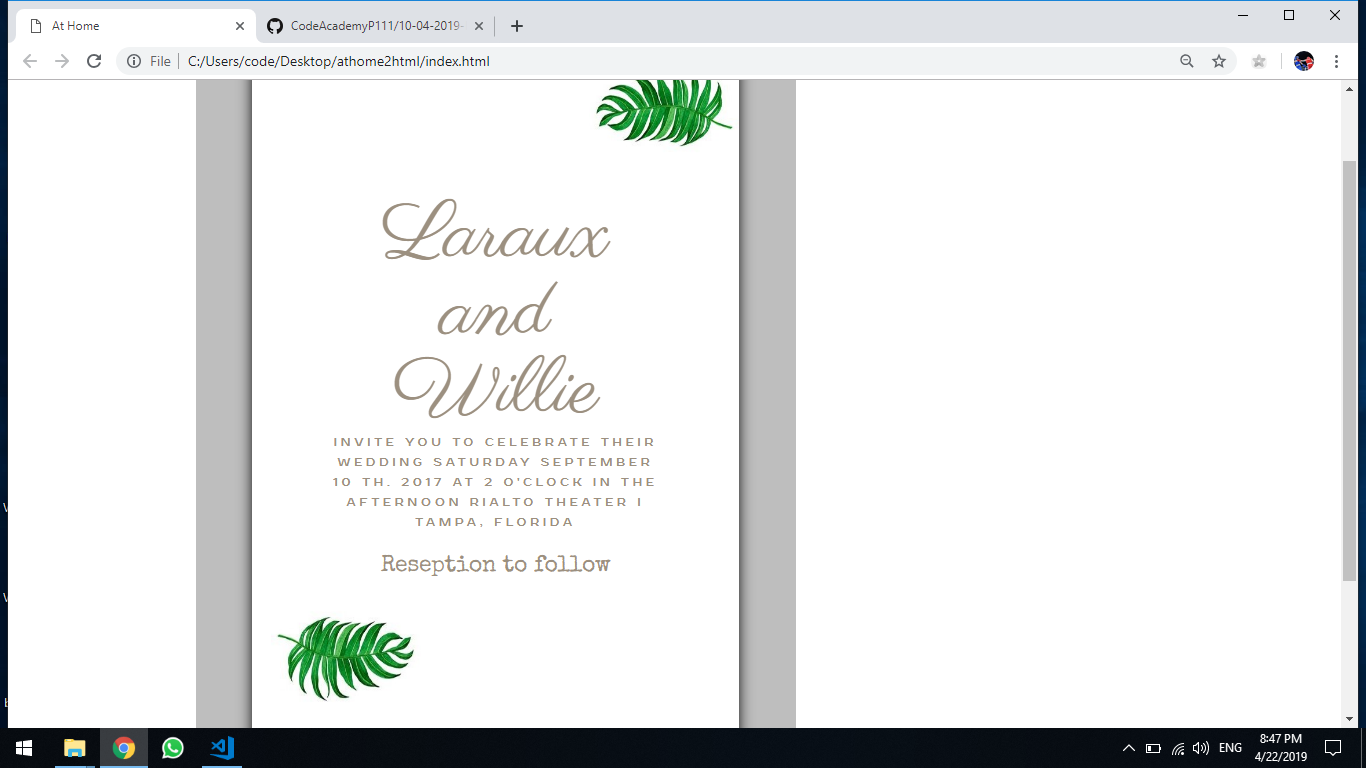 At Home
CodeAcademyP111/10-04-2019-
File
C:/Users/code/Desktop/athome2html/index.html
Laraux
and
Willie
INVITE YOU TO CELEBRATE THEIR
WEDDING SATURDAY SEPTEMBER
10 TH. 2017 AT 2 O'CLOCK IN THE
AFTERNOON RIALTO THEATER I
TAMPA, FLORIDA
Reseption to follow
ENG
8:47 PM
4/22/2019